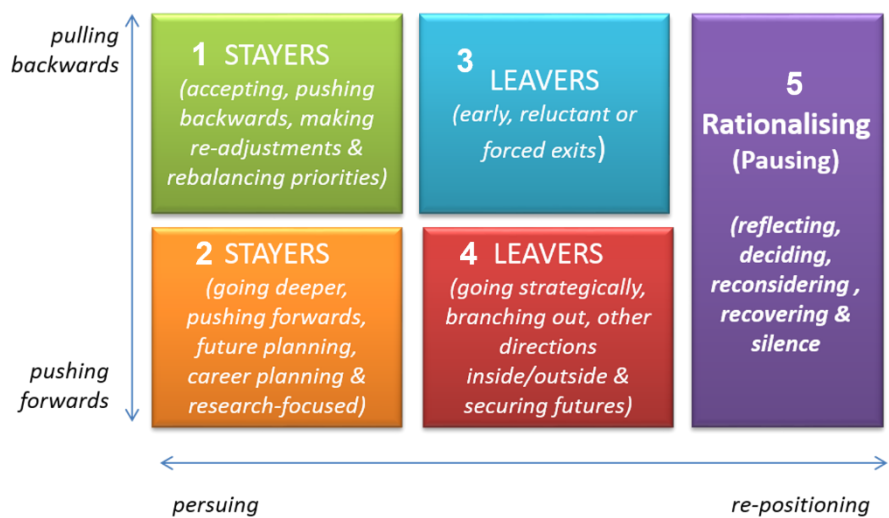 pulling
backwards
1 STAYERS
(accepting, pushing
backwards, making
re-adjustments &
rebalancing priorities)
3
LEAVERS
(early, reluctant or
forced exits)
5
Rationalising
(Pausing)
(reflecting,
deciding,
reconsidering ,
recovering &
silence
2 STAYERS
(going deeper,
pushing forwards,
future planning,
career planning &
research-focused)
4 LEAVERS
(going strategically,
branching out, other
directions
inside/outside &
securing futures)
pushing
forwards
persuing
re-positioning